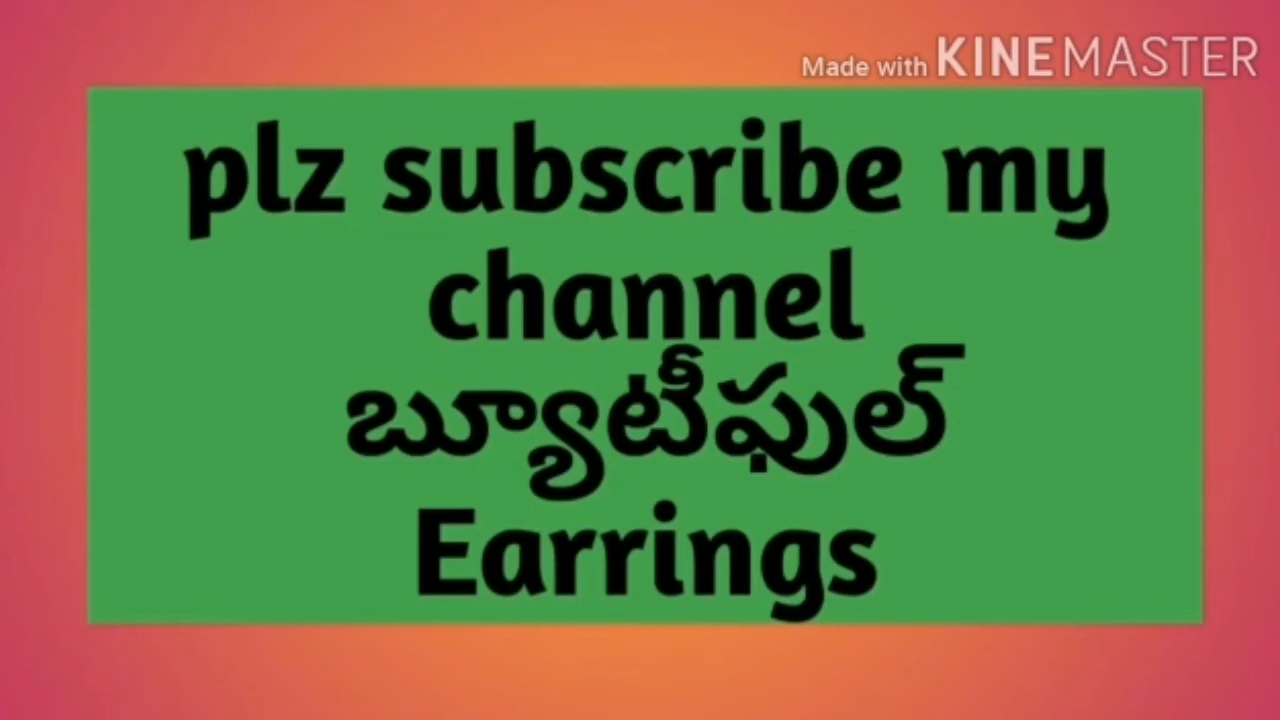 Made with KINEMASTER
plz subscribe my
channel
బ్యూటీఫుల్
Earrings